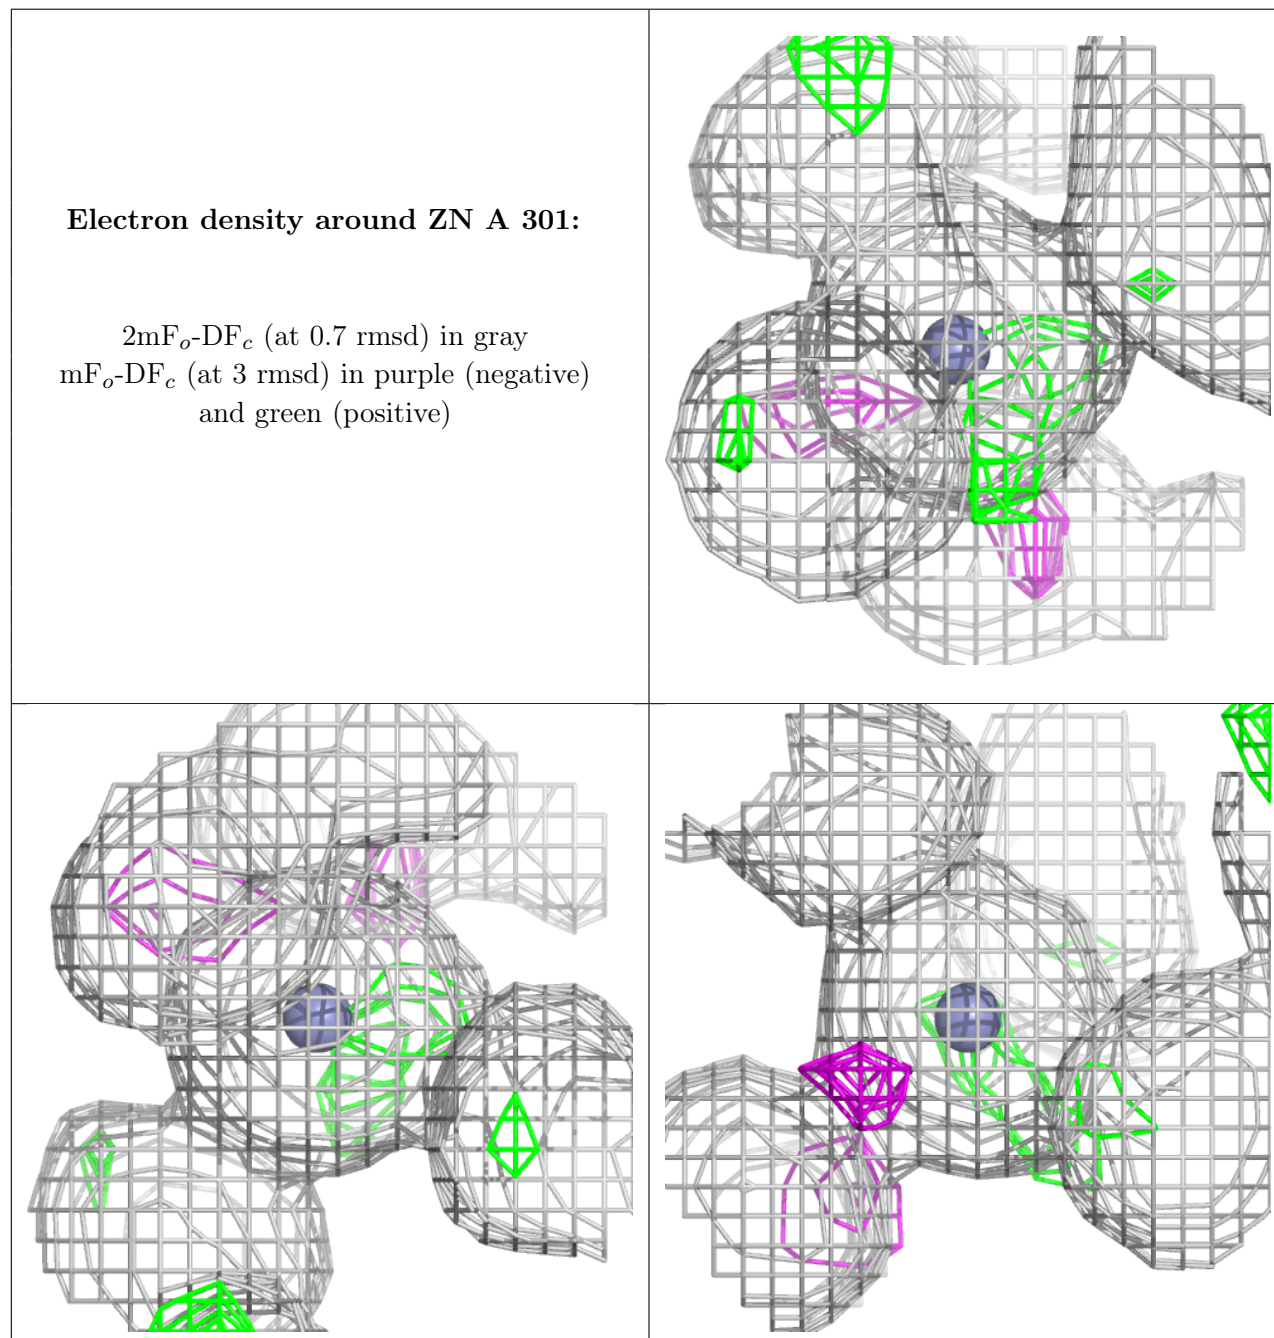 Electron density around ZN A 301:
2mFₒ-DF𝒸 (at 0.7 rmsd) in gray
mFₒ-DF𝒸 (at 3 rmsd) in purple (negative)
and green (positive)